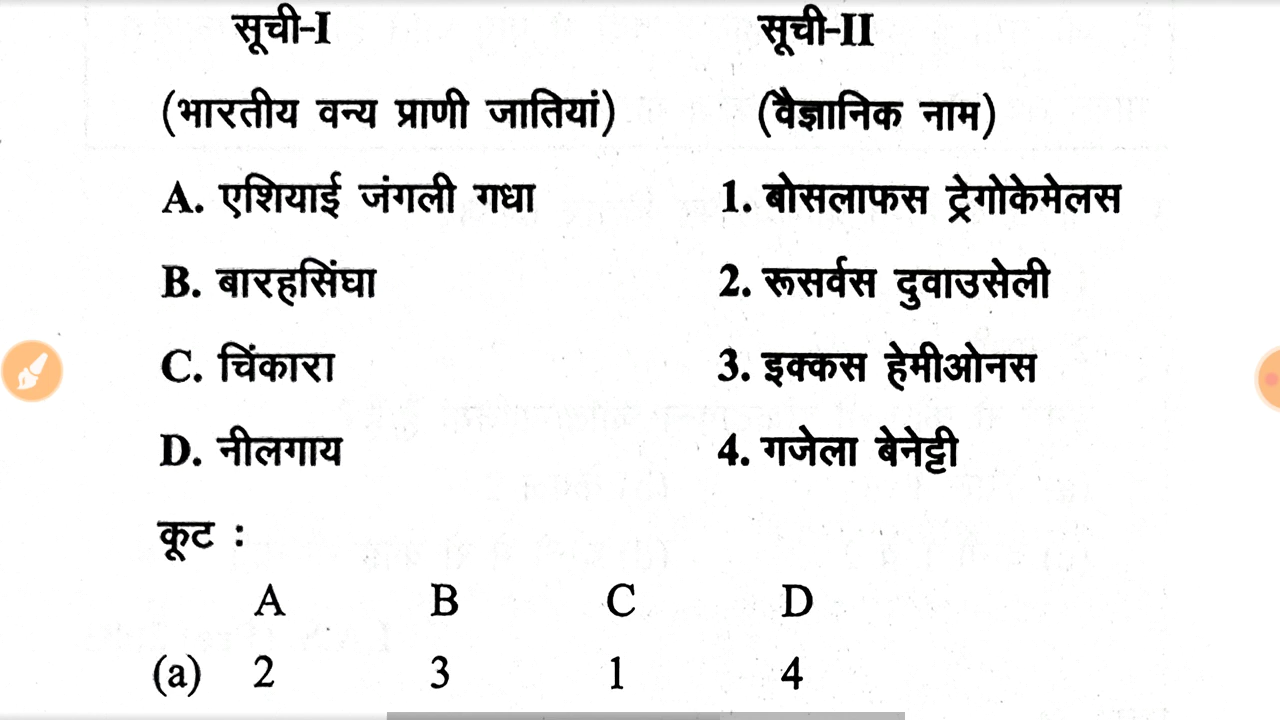 सूची-I सूची-II
(भारतीय वन्य प्राणी जातियां) (वैज्ञानिक नाम)
A. एशियाई जंगली गधा 1. बोसलाफस ट्रेगोकेमेलस
B. बारहसिंघा 2. रूसर्वस दुवाउसेली
C. चिंकारा 3. इक्कस हेमीओनस
D. नीलगाय 4. गजेला बेनेट्टी
कूट :
A B C D
(a) 2 3 1 4